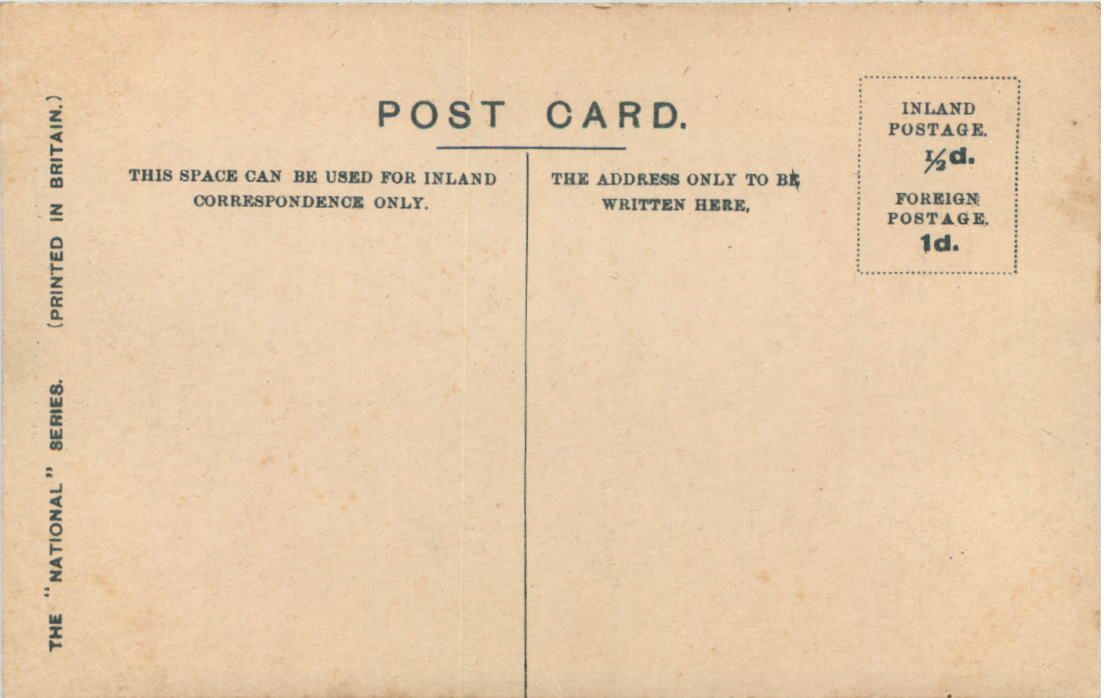 POST CARD.
THIS SPACE CAN BE USED FOR INLAND
CORRESPONDENCE ONLY.
THE ADDRESS ONLY TO BE
WRITTEN HERE,
INLAND
POSTAGE.
½d.
FOREIGN
POSTAGE.
1d.
THE "NATIONAL" SERIES. (PRINTED IN BRITAIN.)